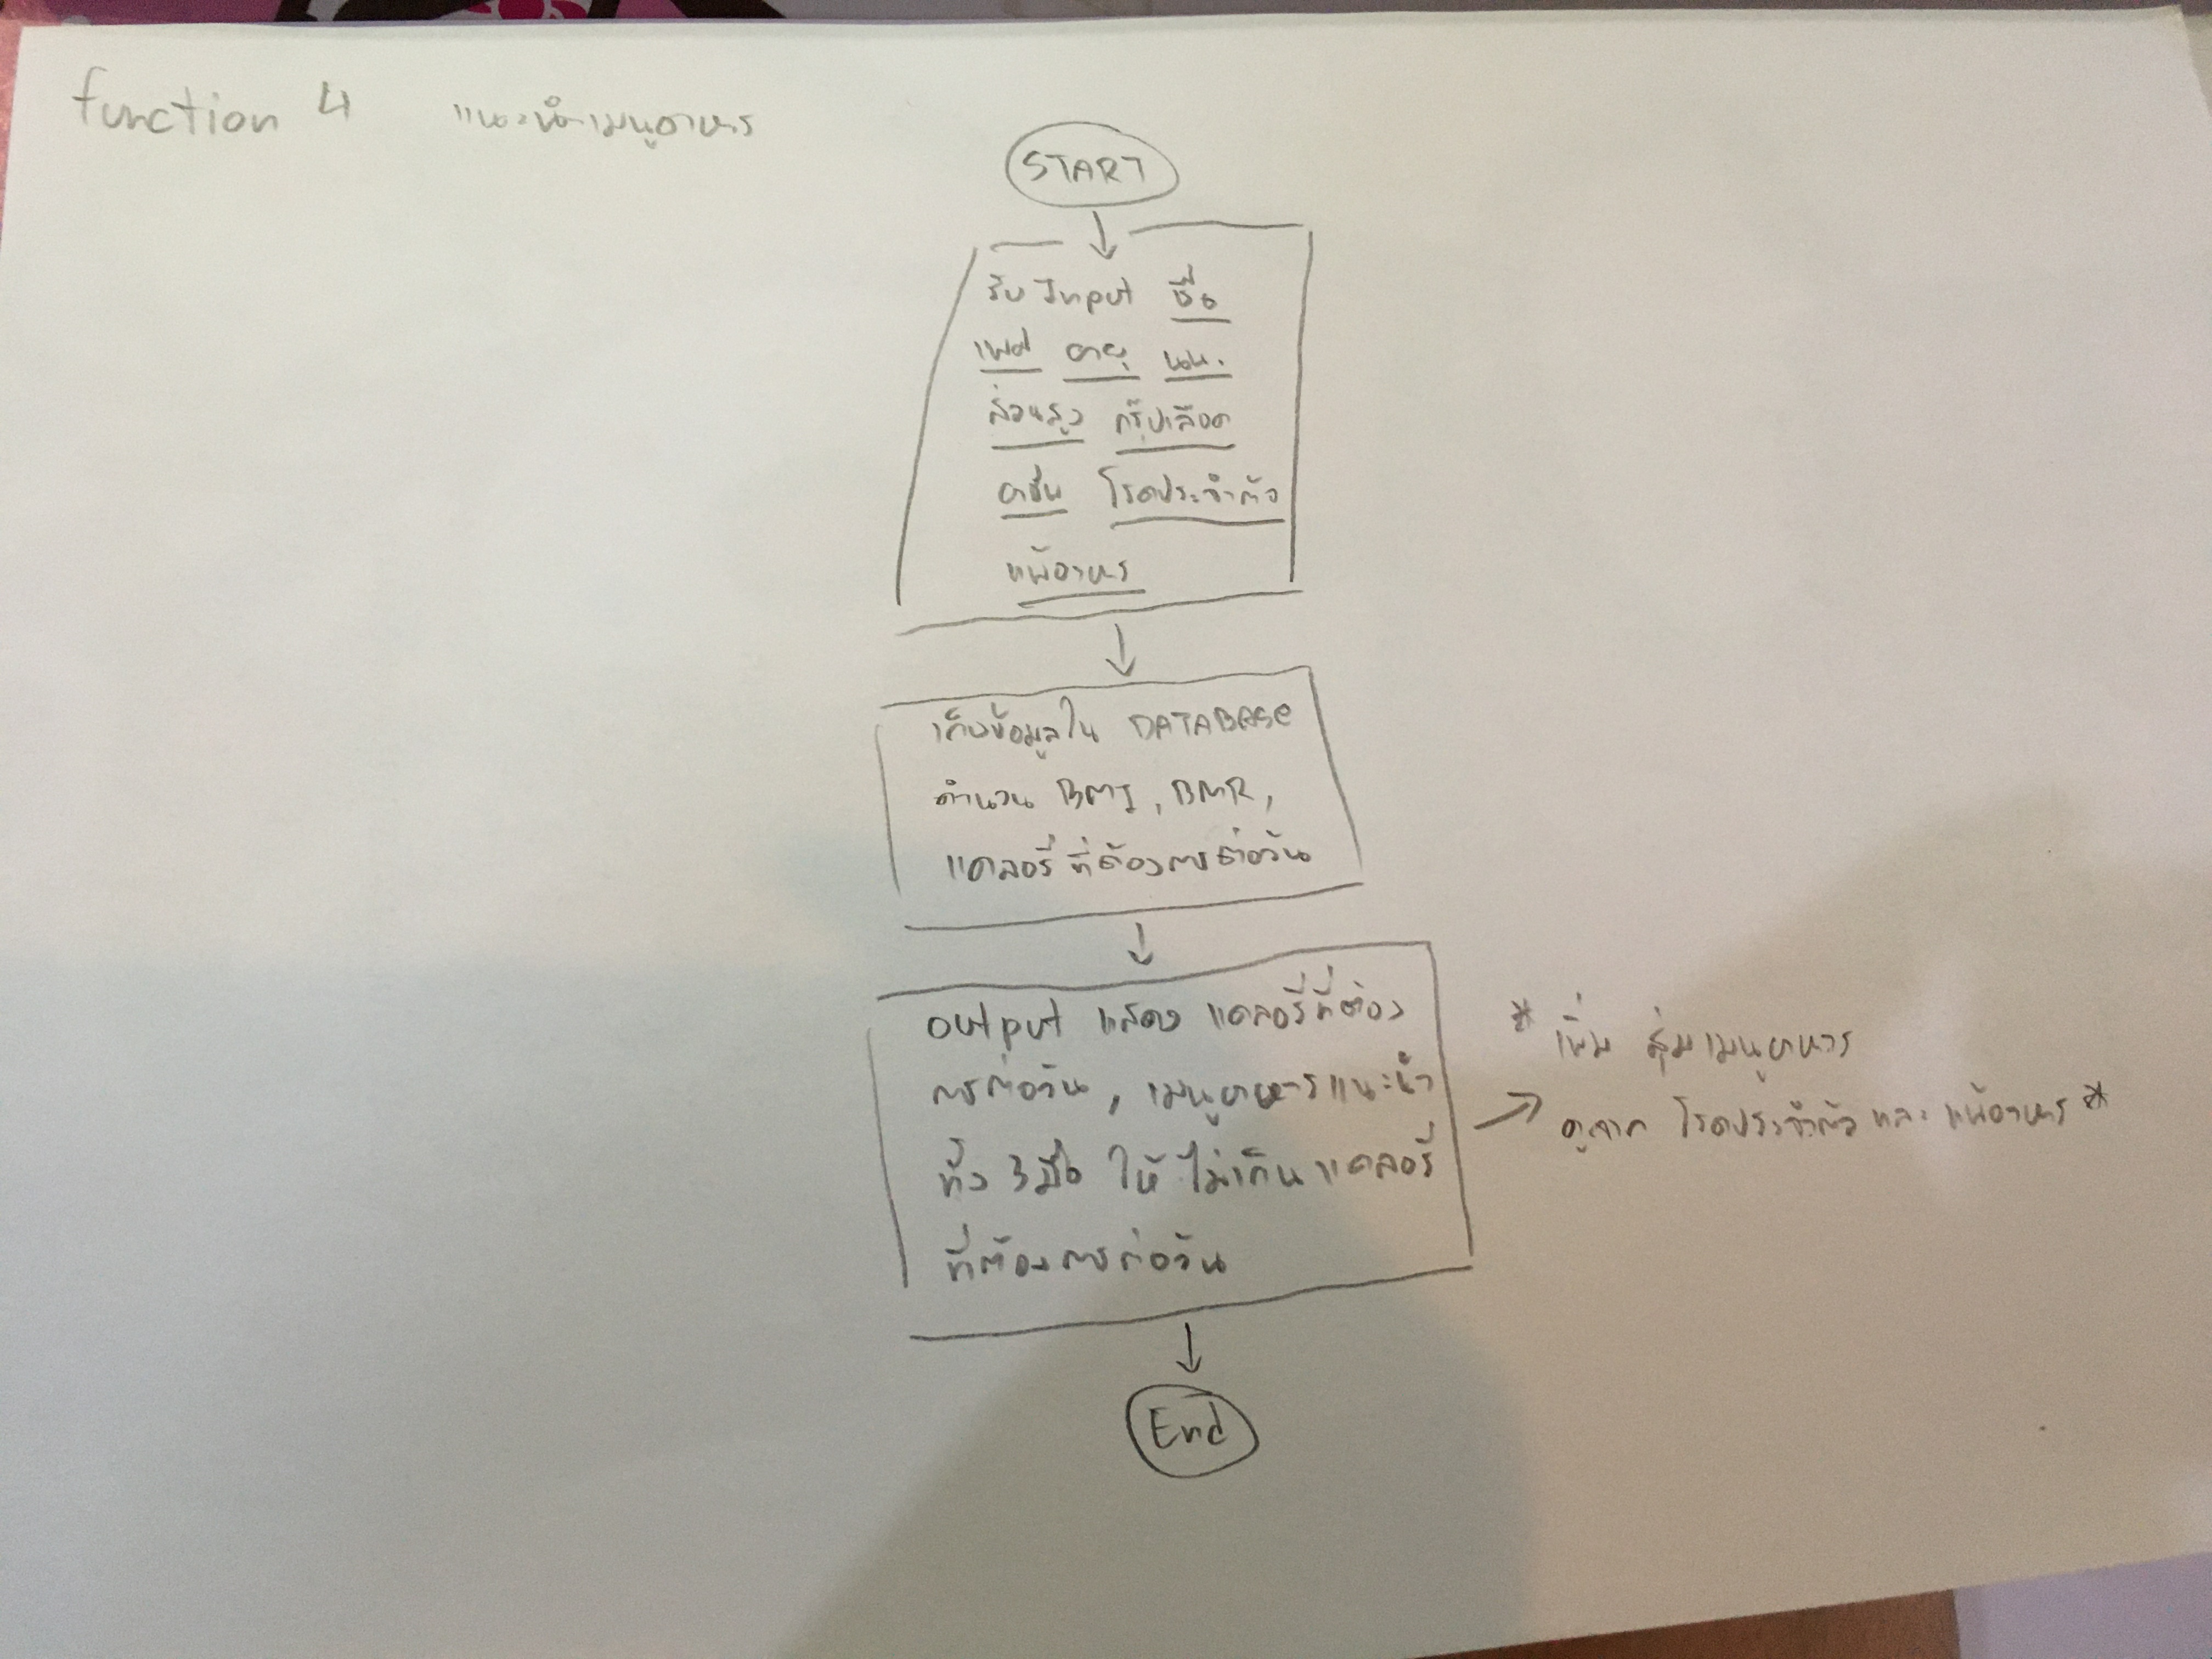 function 4 แนะนำเมนูอาหาร
START
รับ Input ชื่อ
เพศ อายุ นน.
ส่วนสูง กรุ๊ปเลือด
อาชีพ โรคประจำตัว
แพ้อาหาร
เก็บข้อมูลใน DATABASE
คำนวน BMI, BMR,
แคลอรี่ที่ต้องการต่อวัน
output แสดง แคลอรี่ที่ต้อง
การต่อวัน, เมนูอาหารแนะนำ
ทั้ง 3 มื้อ ให้ไม่เกินแคลอรี่
ที่ต้องการต่อวัน
* เพิ่ม สุ่มเมนูอาหาร
ดูจาก โรคประจำตัว และ แพ้อาหาร *
End